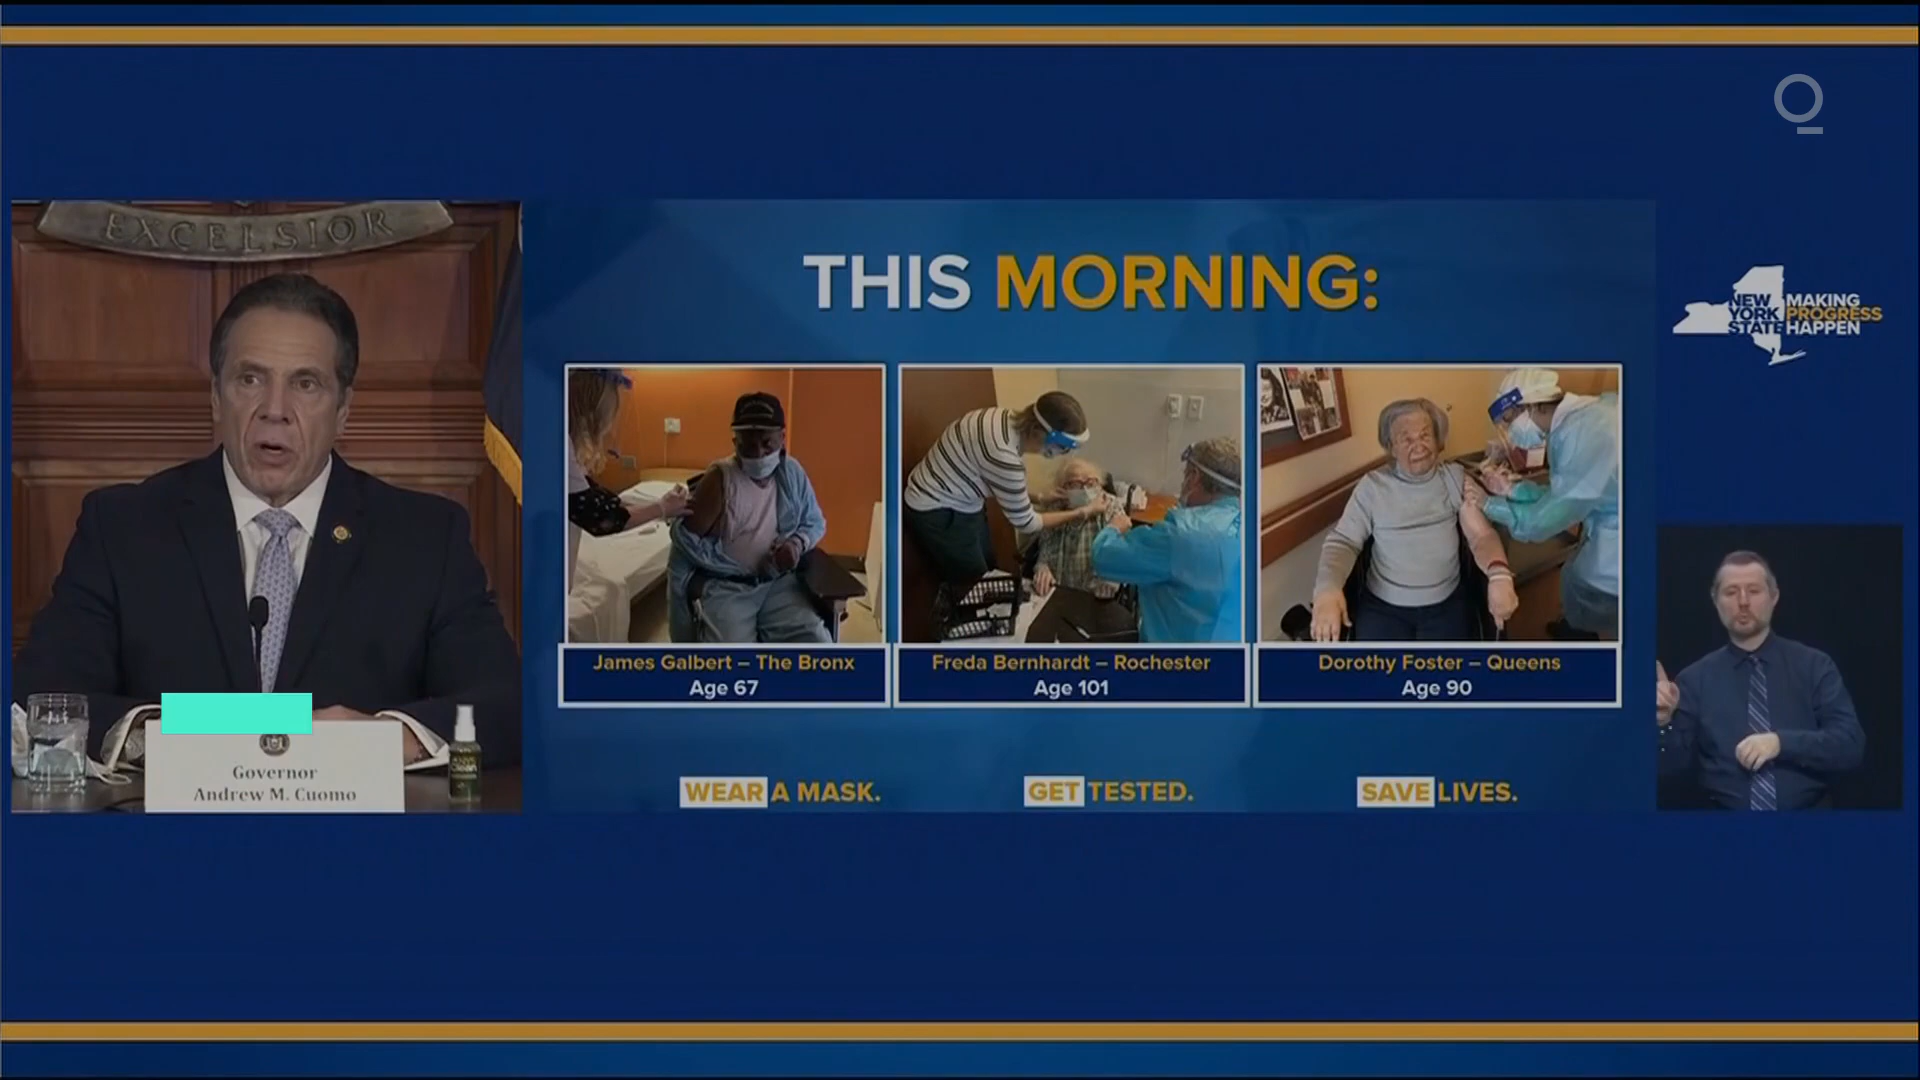 EXCELSIOR
Governor
Andrew M. Cuomo
THIS MORNING:
James Galbert – The Bronx
Age 67
Freda Bernhardt – Rochester
Age 101
Dorothy Foster – Queens
Age 90
WEAR A MASK.
GET TESTED.
SAVE LIVES.
NEW
YORK
STATE
MAKING
PROGRESS
HAPPEN